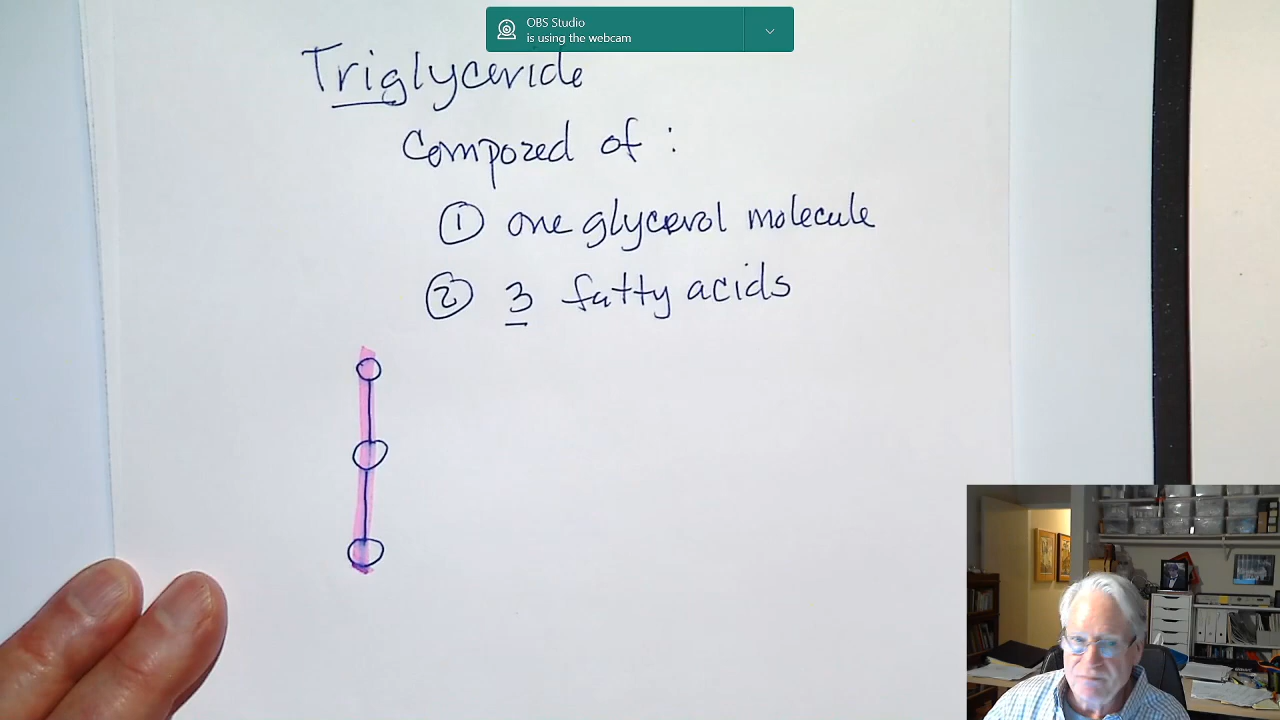 OBS Studio
is using the webcam
Triglyceride
Composed of :
① one glycerol molecule
② 3 fatty acids